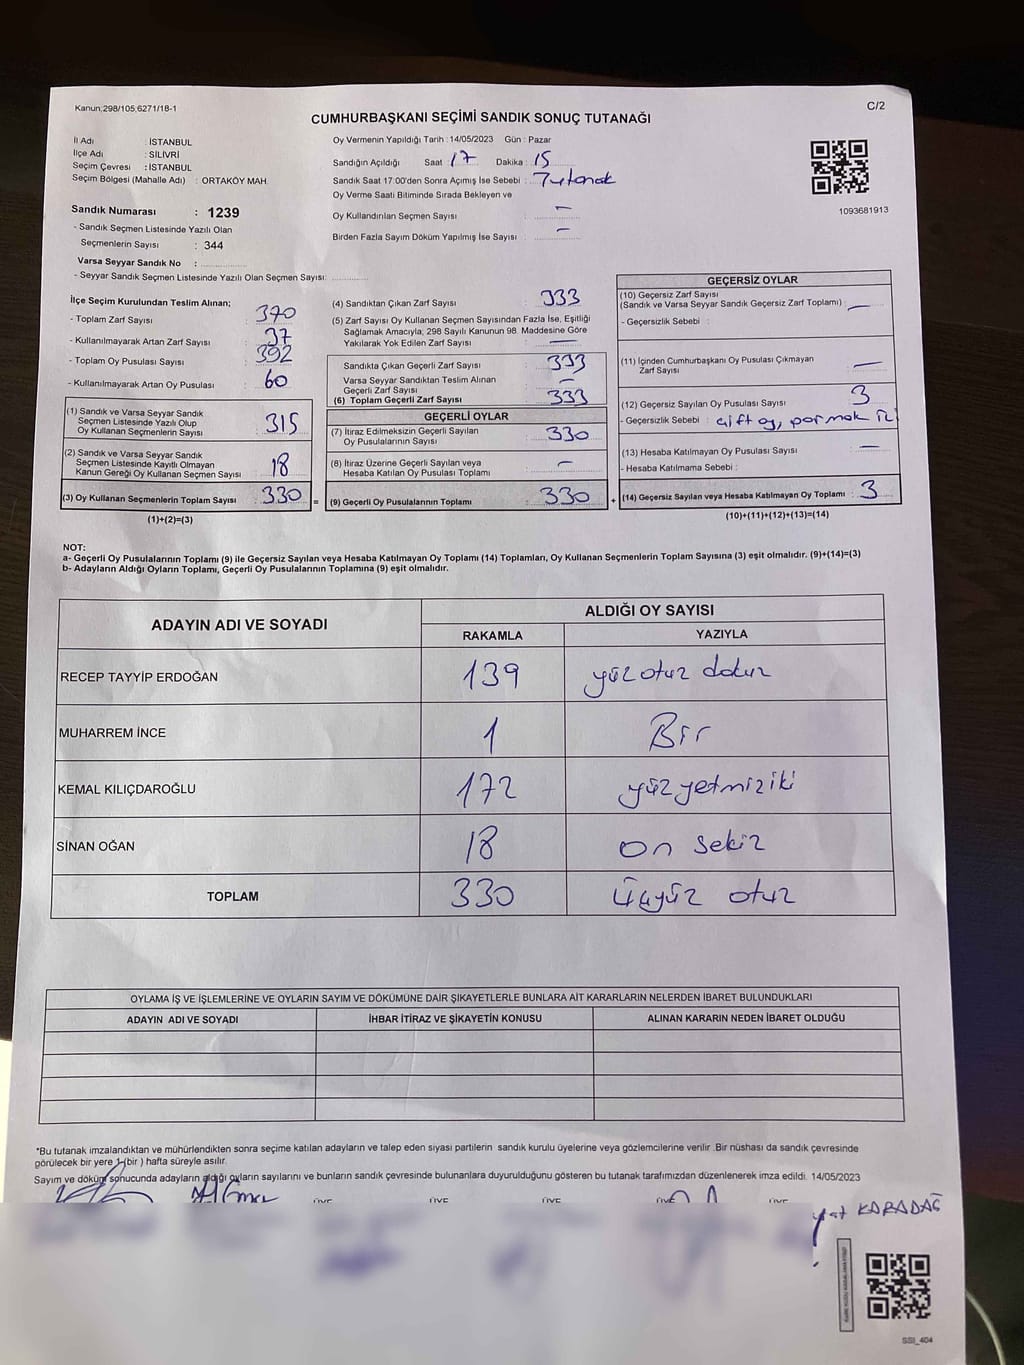 Kanun;298/105,6271/18-1
C/2
CUMHURBAŞKANI SEÇİMİ SANDIK SONUÇ TUTANAĞI
İl Adı : İSTANBUL
İlçe Adı : SİLİVRİ
Seçim Çevresi : İSTANBUL
Seçim Bölgesi (Mahalle Adı) : ORTAKÖY MAH.
Oy Vermenin Yapıldığı Tarih : 14/05/2023 Gün : Pazar
Sandığın Açıldığı Saat 17 Dakika : 15
Sandık Saat 17:00'den Sonra Açımış İse Sebebi : Tutanak
Oy Verme Saati Bitiminde Sırada Bekleyen ve
Oy Kullandırılan Seçmen Sayısı : -
Birden Fazla Sayım Döküm Yapılmış İse Sayısı : -
1093681913
Sandık Numarası : 1239
- Sandık Seçmen Listesinde Yazılı Olan
Seçmenlerin Sayısı : 344
Varsa Seyyar Sandık No :
- Seyyar Sandık Seçmen Listesinde Yazılı Olan Seçmen Sayısı:
İlçe Seçim Kurulundan Teslim Alınan;
- Toplam Zarf Sayısı : 370
- Kullanılmayarak Artan Zarf Sayısı : 37
- Toplam Oy Pusulası Sayısı : 392
- Kullanılmayarak Artan Oy Pusulası : 60
(1) Sandık ve Varsa Seyyar Sandık
Seçmen Listesinde Yazılı Olup
Oy Kullanan Seçmenlerin Sayısı : 315
(2) Sandık ve Varsa Seyyar Sandık
Seçmen Listesinde Kayıtlı Olmayan
Kanun Gereği Oy Kullanan Seçmen Sayısı : 18
(3) Oy Kullanan Seçmenlerin Toplam Sayısı : 330 =
(1)+(2)=(3)
(4) Sandıktan Çıkan Zarf Sayısı : 333
(5) Zarf Sayısı Oy Kullanan Seçmen Sayısından Fazla İse, Eşitliği
Sağlamak Amacıyla; 298 Sayılı Kanunun 98. Maddesine Göre
Yakılarak Yok Edilen Zarf Sayısı : -
Sandıkta Çıkan Geçerli Zarf Sayısı : 333
Varsa Seyyar Sandıktan Teslim Alınan
Geçerli Zarf Sayısı : -
(6) Toplam Geçerli Zarf Sayısı : 333
GEÇERLİ OYLAR
(7) İtiraz Edilmeksizin Geçerli Sayılan
Oy Pusulalarının Sayısı : 330
(8) İtiraz Üzerine Geçerli Sayılan veya
Hesaba Katılan Oy Pusulası Toplamı : -
(9) Geçerli Oy Pusulalarının Toplamı : 330 +
GEÇERSİZ OYLAR
(10) Geçersiz Zarf Sayısı
(Sandık ve Varsa Seyyar Sandık Geçersiz Zarf Toplamı) : -
- Geçersizlik Sebebi :
(11) İçinden Cumhurbaşkanı Oy Pusulası Çıkmayan
Zarf Sayısı : -
(12) Geçersiz Sayılan Oy Pusulası Sayısı : 3
- Geçersizlik Sebebi : çift oy, parmak iz
(13) Hesaba Katılmayan Oy Pusulası Sayısı : -
- Hesaba Katılmama Sebebi :
(14) Geçersiz Sayılan veya Hesaba Katılmayan Oy Toplamı : 3
(10)+(11)+(12)+(13)=(14)
NOT:
a- Geçerli Oy Pusulalarının Toplamı (9) ile Geçersiz Sayılan veya Hesaba Katılmayan Oy Toplamı (14) Toplamları, Oy Kullanan Seçmenlerin Toplam Sayısına (3) eşit olmalıdır. (9)+(14)=(3)
b- Adayların Aldığı Oyların Toplamı, Geçerli Oy Pusulalarının Toplamına (9) eşit olmalıdır.
ADAYIN ADI VE SOYADI
ALDIĞI OY SAYISI
RAKAMLA YAZIYLA
RECEP TAYYİP ERDOĞAN 139 yüz otuz dokuz
MUHARREM İNCE 1 Bir
KEMAL KILIÇDAROĞLU 172 yüz yetmiş iki
SİNAN OĞAN 18 on sekiz
TOPLAM 330 Üçyüz otuz
OYLAMA İŞ VE İŞLEMLERİNE VE OYLARIN SAYIM VE DÖKÜMÜNE DAİR ŞİKAYETLERLE BUNLARA AİT KARARLARIN NELERDEN İBARET BULUNDUKLARI
ADAYIN ADI VE SOYADI İHBAR İTİRAZ VE ŞİKAYETİN KONUSU ALINAN KARARIN NEDEN İBARET OLDUĞU
*Bu tutanak imzalandıktan ve mühürlendikten sonra seçime katılan adayların ve talep eden siyasi partilerin sandık kurulu üyelerine veya gözlemcilerine verilir .Bir nüshası da sandık çevresinde
görülecek bir yere 1 (bir ) hafta süreyle asılır.
Sayım ve döküm sonucunda adayların aldığı oyların sayılarını ve bunların sandık çevresinde bulunanlara duyurulduğunu gösteren bu tutanak tarafımızdan düzenlenerek imza edildi. 14/05/2023
ÜYE ÜYE ÜYE ÜYE ÜYE
KARADAĞ
SSI_404